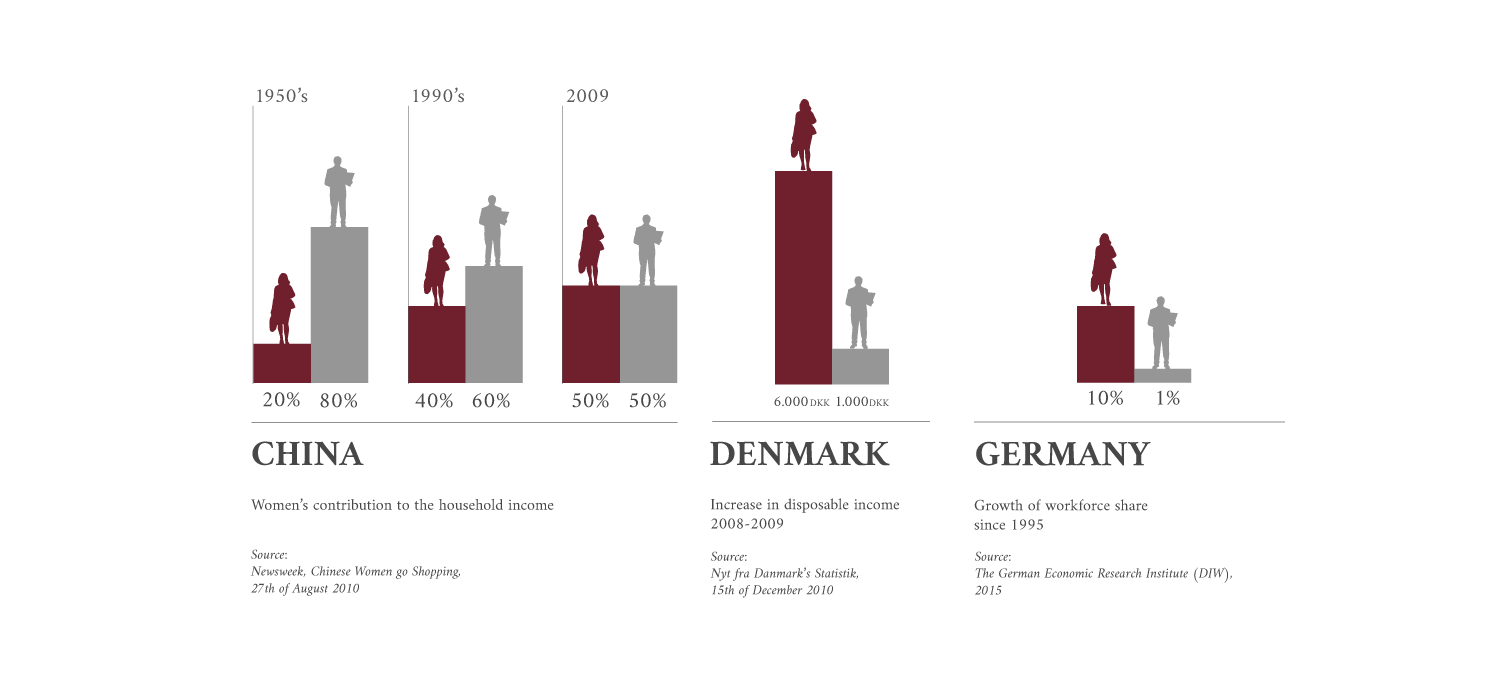 1950's
1990's
2009
20% 80%
40% 60%
50% 50%
CHINA
Women's contribution to the household income
Source:
Newsweek, Chinese Women go Shopping,
27th of August 2010
6.000 DKK 1.000 DKK
DENMARK
Increase in disposable income
2008-2009
Source:
Nyt fra Danmark's Statistik,
15th of December 2010
10% 1%
GERMANY
Growth of workforce share
since 1995
Source:
The German Economic Research Institute (DIW),
2015